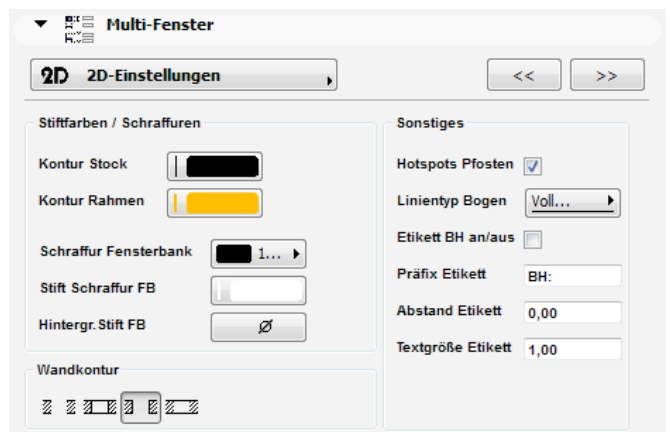 Multi-Fenster
2D 2D-Einstellungen
<< >>
Stiftfarben / Schraffuren
Kontur Stock
Kontur Rahmen
Schraffur Fensterbank 1...
Stift Schraffur FB
Hintergr.Stift FB Ø
Wandkontur
Sonstiges
Hotspots Pfosten
Linientyp Bogen Voll...
Etikett BH an/aus
Präfix Etikett BH:
Abstand Etikett 0,00
Textgröße Etikett 1,00